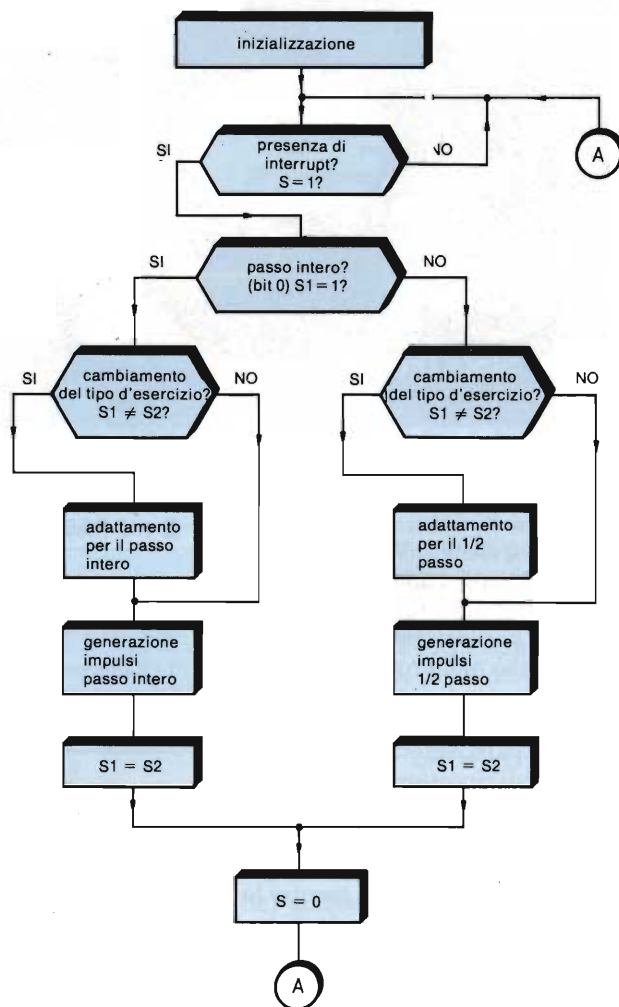 inizializzazione
SI
presenza di
interrupt?
S = 1?
NO
A
SI
passo intero?
(bit 0) S1 = 1?
NO
SI
cambiamento
del tipo d'esercizio?
S1 ≠ S2?
NO
SI
cambiamento
del tipo d'esercizio?
S1 ≠ S2?
NO
adattamento
per il passo
intero
adattamento
per il 1/2
passo
generazione
impulsi
passo intero
generazione
impulsi
1/2 passo
S1 = S2
S1 = S2
S = 0
A